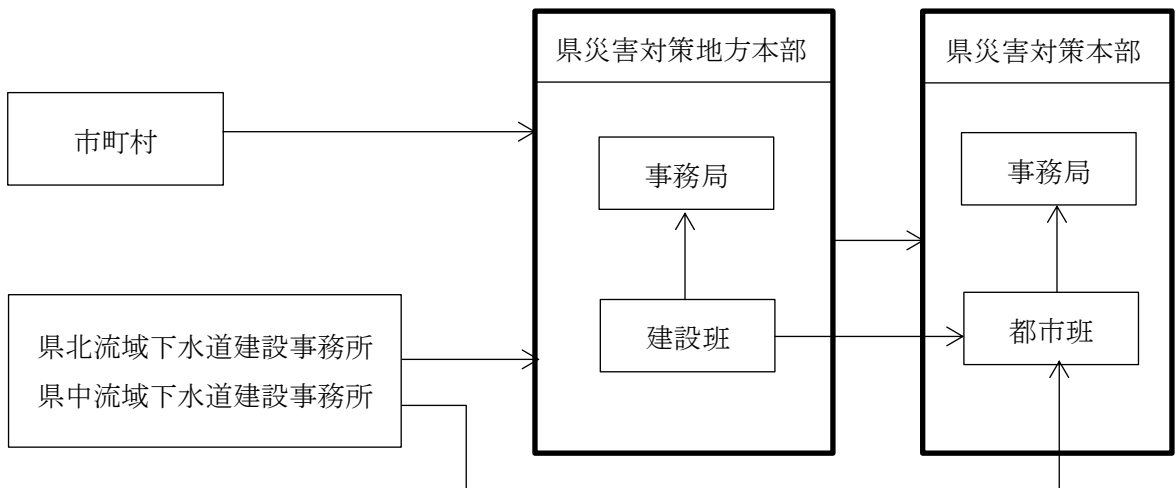 県災害対策地方本部
県災害対策本部
市町村
事務局
事務局
建設班
都市班
県北流域下水道建設事務所
県中流域下水道建設事務所